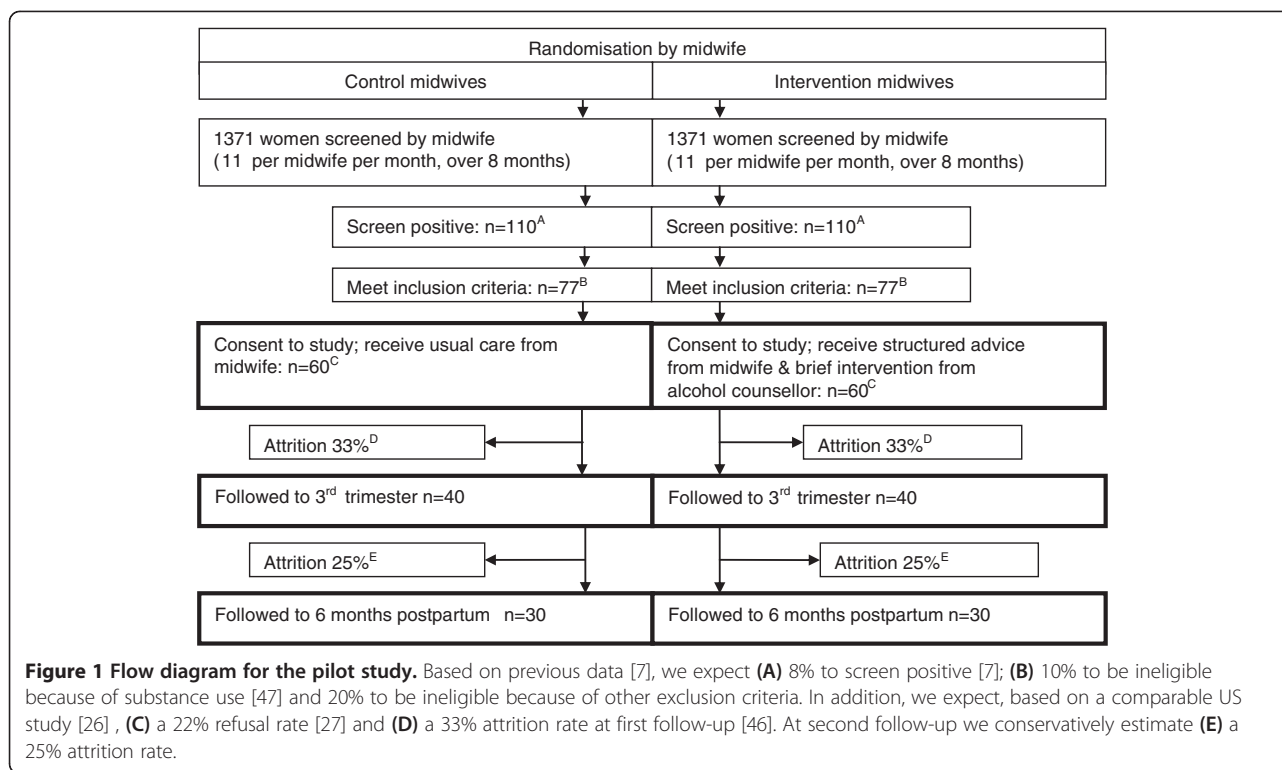 Randomisation by midwife
Control midwives
Intervention midwives
1371 women screened by midwife
(11 per midwife per month, over 8 months)
1371 women screened by midwife
(11 per midwife per month, over 8 months)
Screen positive: n=110A
Screen positive: n=110A
Meet inclusion criteria: n=77B
Meet inclusion criteria: n=77B
Consent to study; receive usual care from
midwife: n=60C
Consent to study; receive structured advice
from midwife & brief intervention from
alcohol counsellor: n=60C
Attrition 33%D
Attrition 33%D
Followed to 3rd trimester n=40
Followed to 3rd trimester n=40
Attrition 25%E
Attrition 25%E
Followed to 6 months postpartum n=30
Followed to 6 months postpartum n=30
Figure 1 Flow diagram for the pilot study. Based on previous data [7], we expect (A) 8% to screen positive [7]; (B) 10% to be ineligible
because of substance use [47] and 20% to be ineligible because of other exclusion criteria. In addition, we expect, based on a comparable US
study [26] , (C) a 22% refusal rate [27] and (D) a 33% attrition rate at first follow-up [46]. At second follow-up we conservatively estimate (E) a
25% attrition rate.